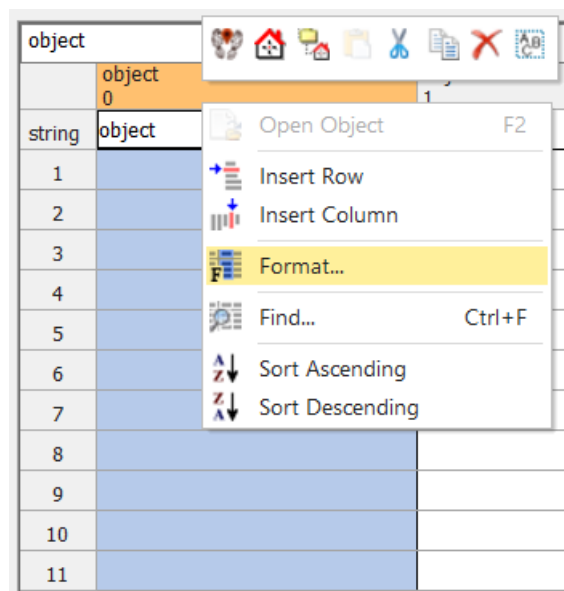 object
object
0
1
string
object
Open Object F2
1
Insert Row
2
Insert Column
3
Format...
4
Find... Ctrl+F
5
6
Sort Ascending
7
Sort Descending
8
9
10
11